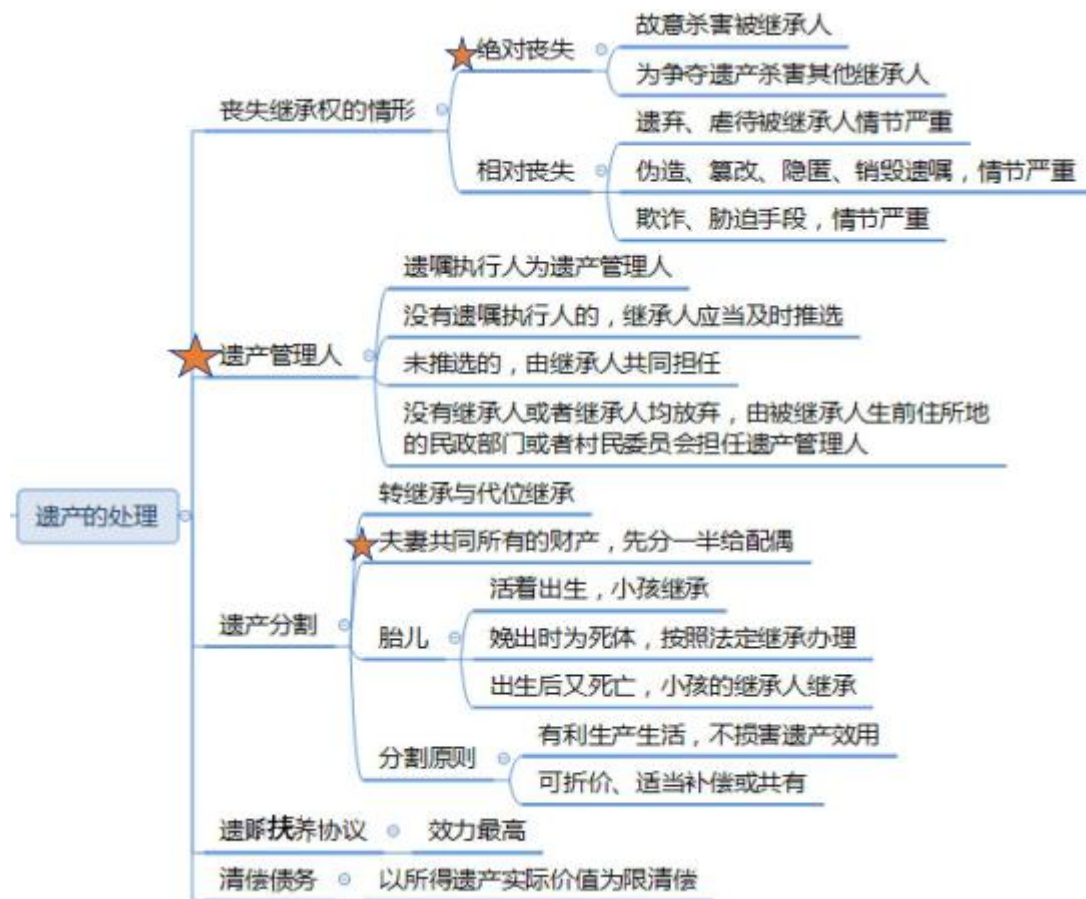 遗产的处理
丧失继承权的情形
绝对丧失
故意杀害被继承人
为争夺遗产杀害其他继承人
相对丧失
遗弃、虐待被继承人情节严重
伪造、篡改、隐匿、销毁遗嘱，情节严重
欺诈、胁迫手段，情节严重
遗产管理人
遗嘱执行人为遗产管理人
没有遗嘱执行人的，继承人应当及时推选
未推选的，由继承人共同担任
没有继承人或者继承人均放弃，由被继承人生前住所地
的民政部门或者村民委员会担任遗产管理人
遗产分割
转继承与代位继承
夫妻共同所有的财产，先分一半给配偶
胎儿
活着出生，小孩继承
娩出时为死体，按照法定继承办理
出生后又死亡，小孩的继承人继承
分割原则
有利生产生活，不损害遗产效用
可折价、适当补偿或共有
遗赠扶养协议
效力最高
清偿债务
以所得遗产实际价值为限清偿